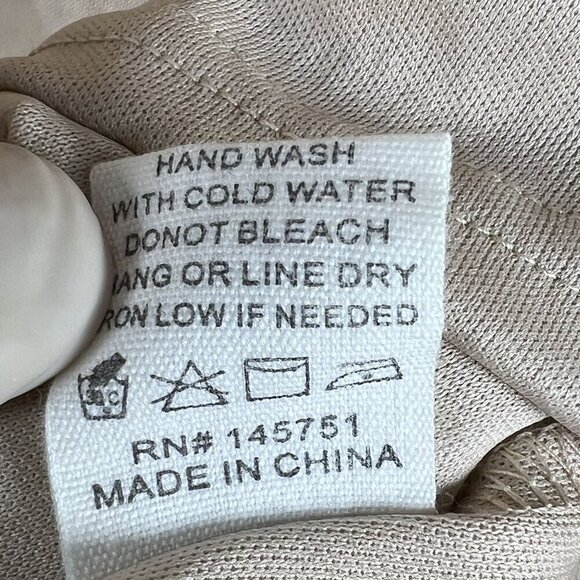 HAND WASH
WITH COLD WATER
DONOT BLEACH
HANG OR LINE DRY
IRON LOW IF NEEDED
RN# 145751
MADE IN CHINA